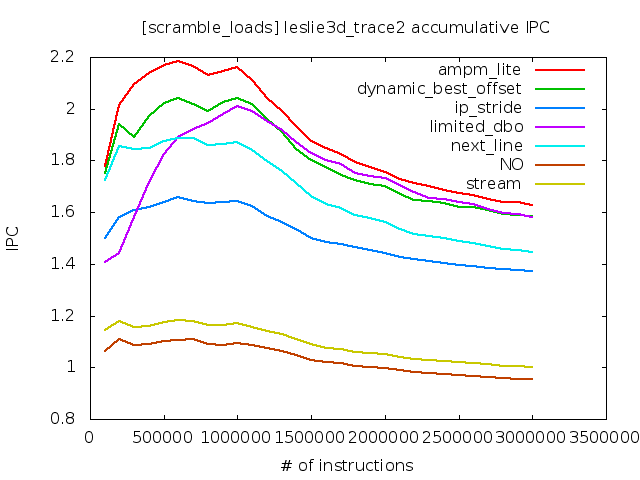 [scramble_loads] leslie3d_trace2 accumulative IPC
2.2
2
1.8
1.6
1.4
1.2
1
0.8
IPC
ampm_lite
dynamic_best_offset
ip_stride
limited_dbo
next_line
NO
stream
0 500000 1000000 1500000 2000000 2500000 3000000 3500000
# of instructions